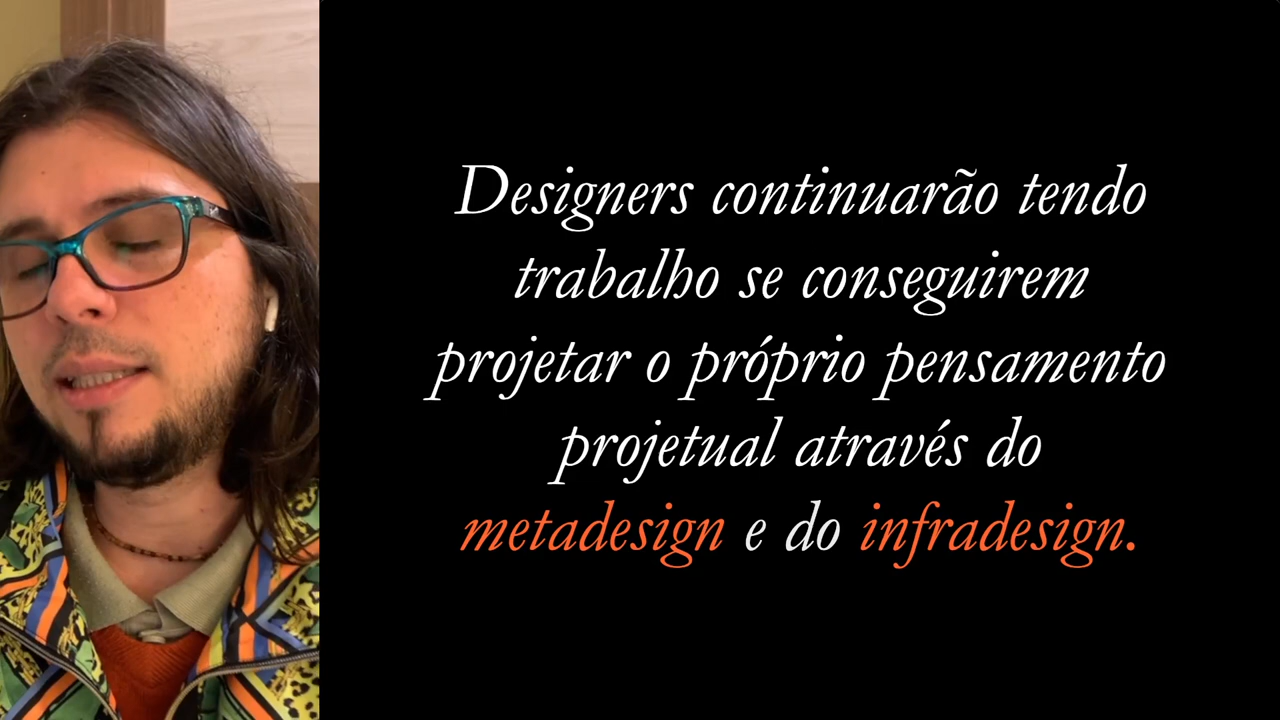 Designers continuarão tendo
trabalho se conseguirem
projetar o próprio pensamento
projetual através do
metadesign e do infradesign.